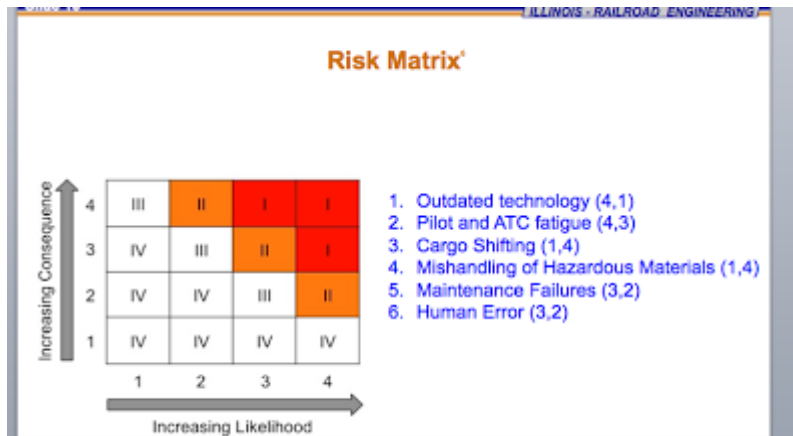 ILLINOIS - RAILROAD ENGINEERING
Risk Matrix
Increasing Consequence
4 III II I I
3 IV III II I
2 IV IV III II
1 IV IV IV IV
1 2 3 4
Increasing Likelihood
1. Outdated technology (4,1)
2. Pilot and ATC fatigue (4,3)
3. Cargo Shifting (1,4)
4. Mishandling of Hazardous Materials (1,4)
5. Maintenance Failures (3,2)
6. Human Error (3,2)